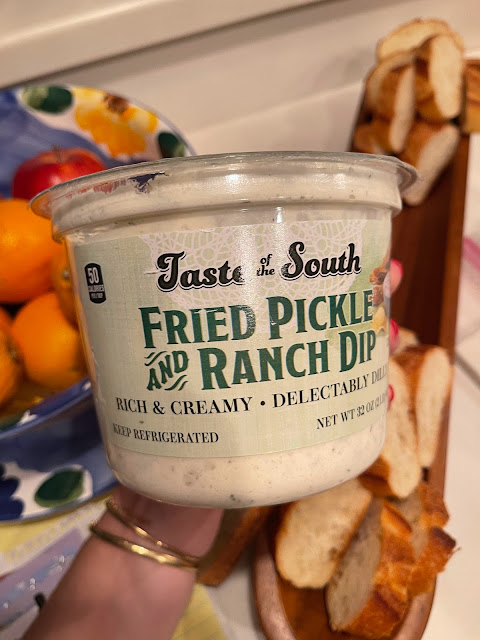 Taste of the South
50
CALORIES
FRIED PICKLE
AND RANCH DIP
RICH & CREAMY • DELECTABLY
KEEP REFRIGERATED
NET WT 32 OZ